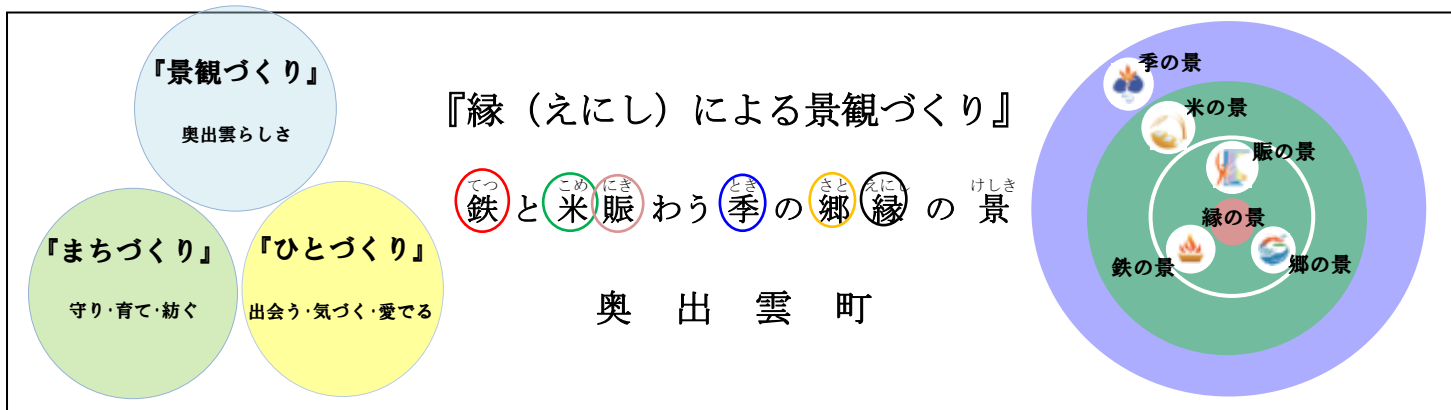 『景観づくり』
奥出雲らしさ
『まちづくり』
守り・育て・紡ぐ
『ひとづくり』
出会う・気づく・愛でる
『縁（えにし）による景観づくり』
てつ こめ にき とき さと えにし けしき
鉄と米賑わう季の郷縁の景
奥出雲町
季の景
米の景
賑の景
縁の景
鉄の景
郷の景